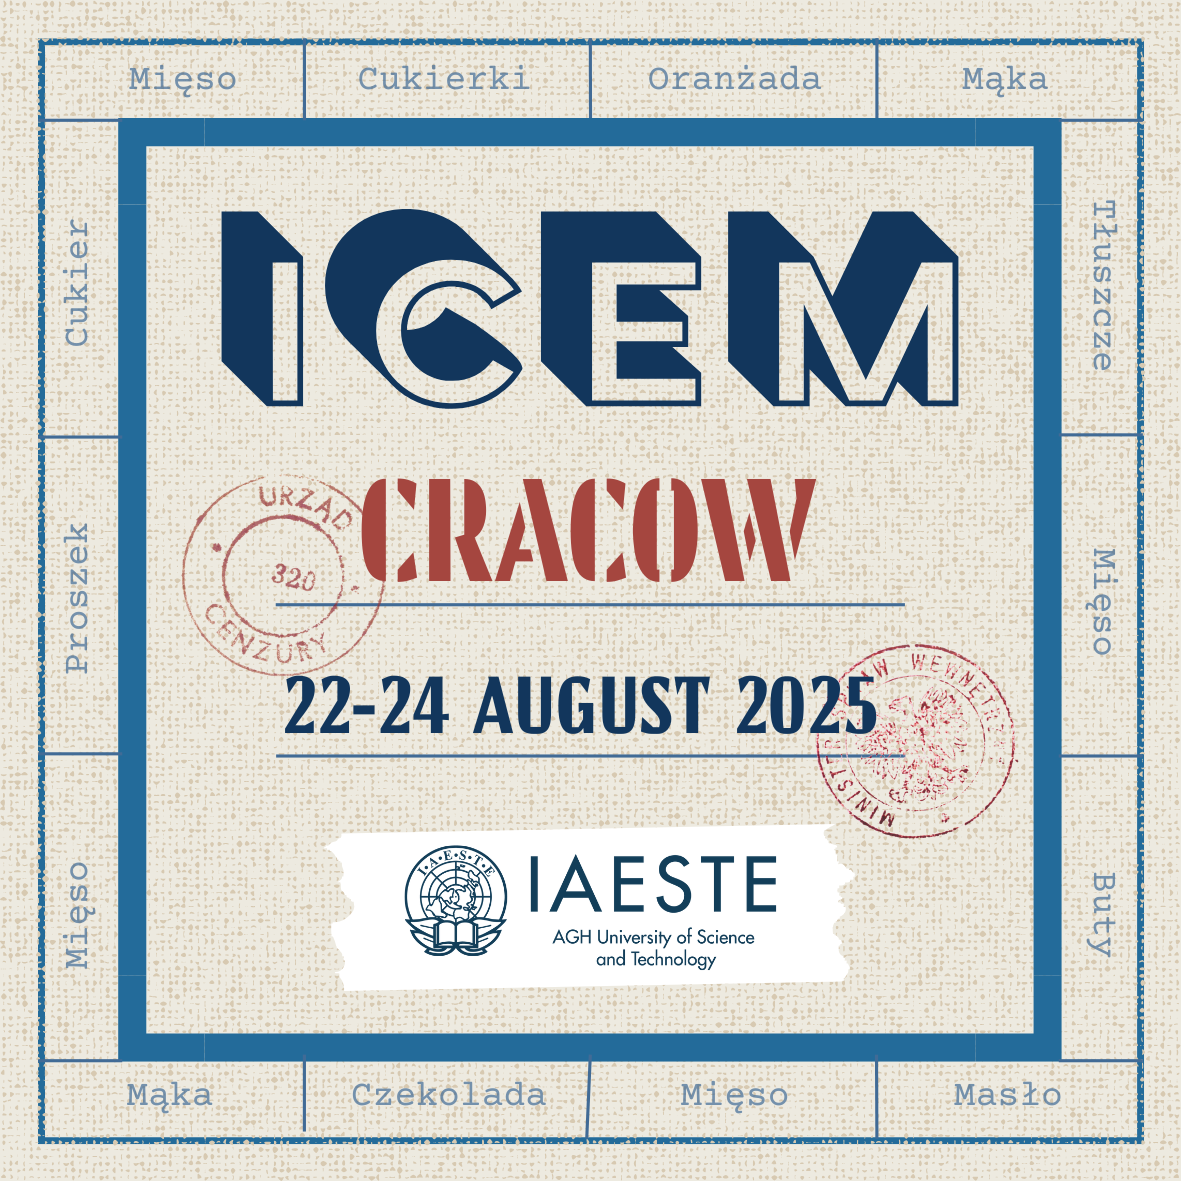 Mięso Cukierki Oranżada Mąka
Cukier
Tłuszcze
ICEM
CRACOW
URZĄD
320
CENZURY
Proszek
Mięso
22-24 AUGUST 2025
Mięso
Buty
I·A·E·S·T·E
IAESTE
AGH University of Science
and Technology
Mąka Czekolada Mięso Masło